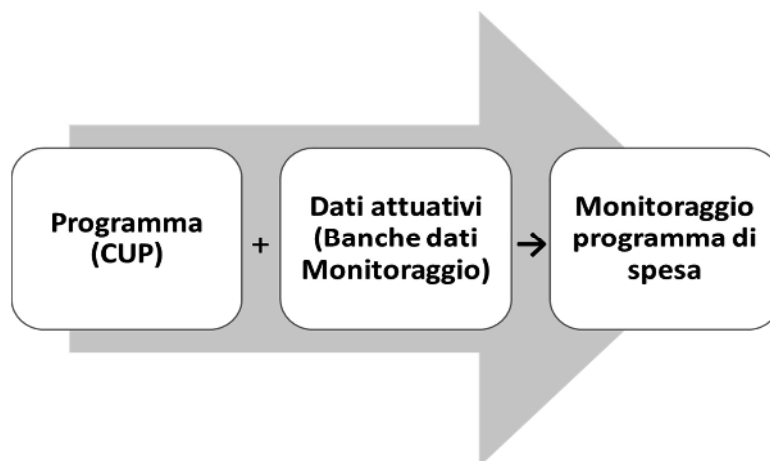 Programma
(CUP)
+
Dati attuativi
(Banche dati
Monitoraggio)
→
Monitoraggio
programma di
spesa